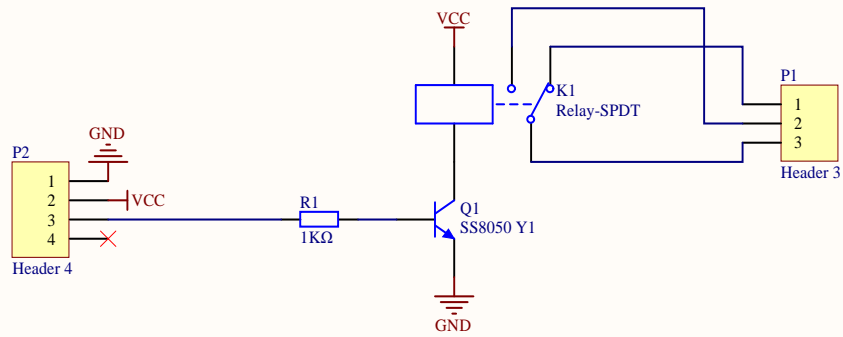 VCC
K1
Relay-SPDT
P1
1
2
3
Header 3
GND
P2
1
2
3
4
Header 4
VCC
R1
1KΩ
Q1
SS8050 Y1
GND